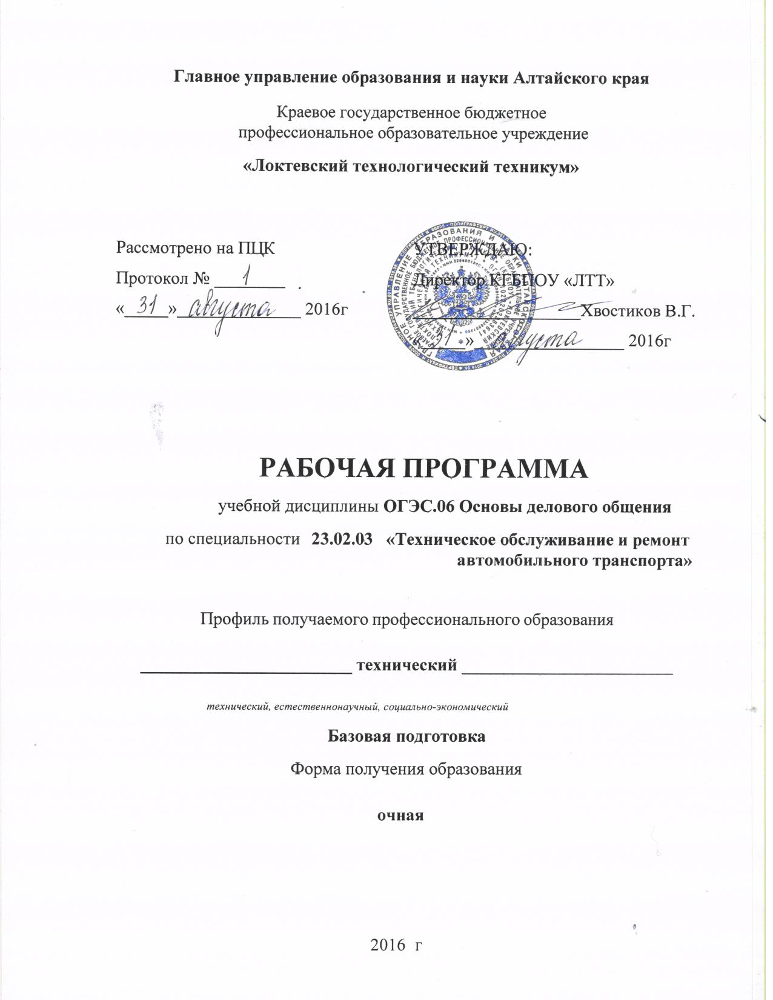 Главное управление образования и науки Алтайского края
Краевое государственное бюджетное
профессиональное образовательное учреждение
«Локтевский технологический техникум»
Рассмотрено на ПЦК
Протокол № 1 .
«31» августа 2016г
УТВЕРЖДАЮ:
Директор КГБПОУ «ЛТТ»
Хвостиков В.Г.
«31» августа 2016г
РАБОЧАЯ ПРОГРАММА
учебной дисциплины ОГЭС.06 Основы делового общения
по специальности 23.02.03 «Техническое обслуживание и ремонт
автомобильного транспорта»
Профиль получаемого профессионального образования
технический
технический, естественнонаучный, социально-экономический
Базовая подготовка
Форма получения образования
очная
2016 г